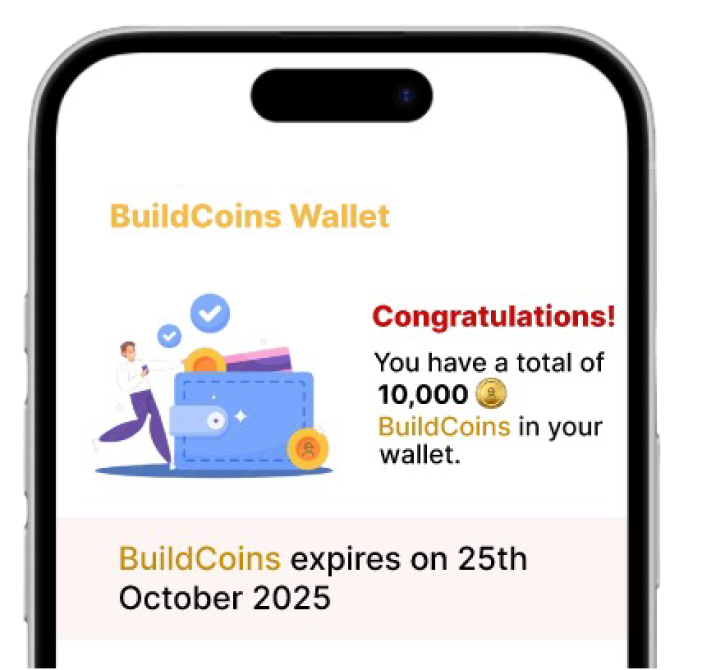 BuildCoins Wallet
Congratulations!
You have a total of
10,000
BuildCoins in your
wallet.
BuildCoins expires on 25th
October 2025